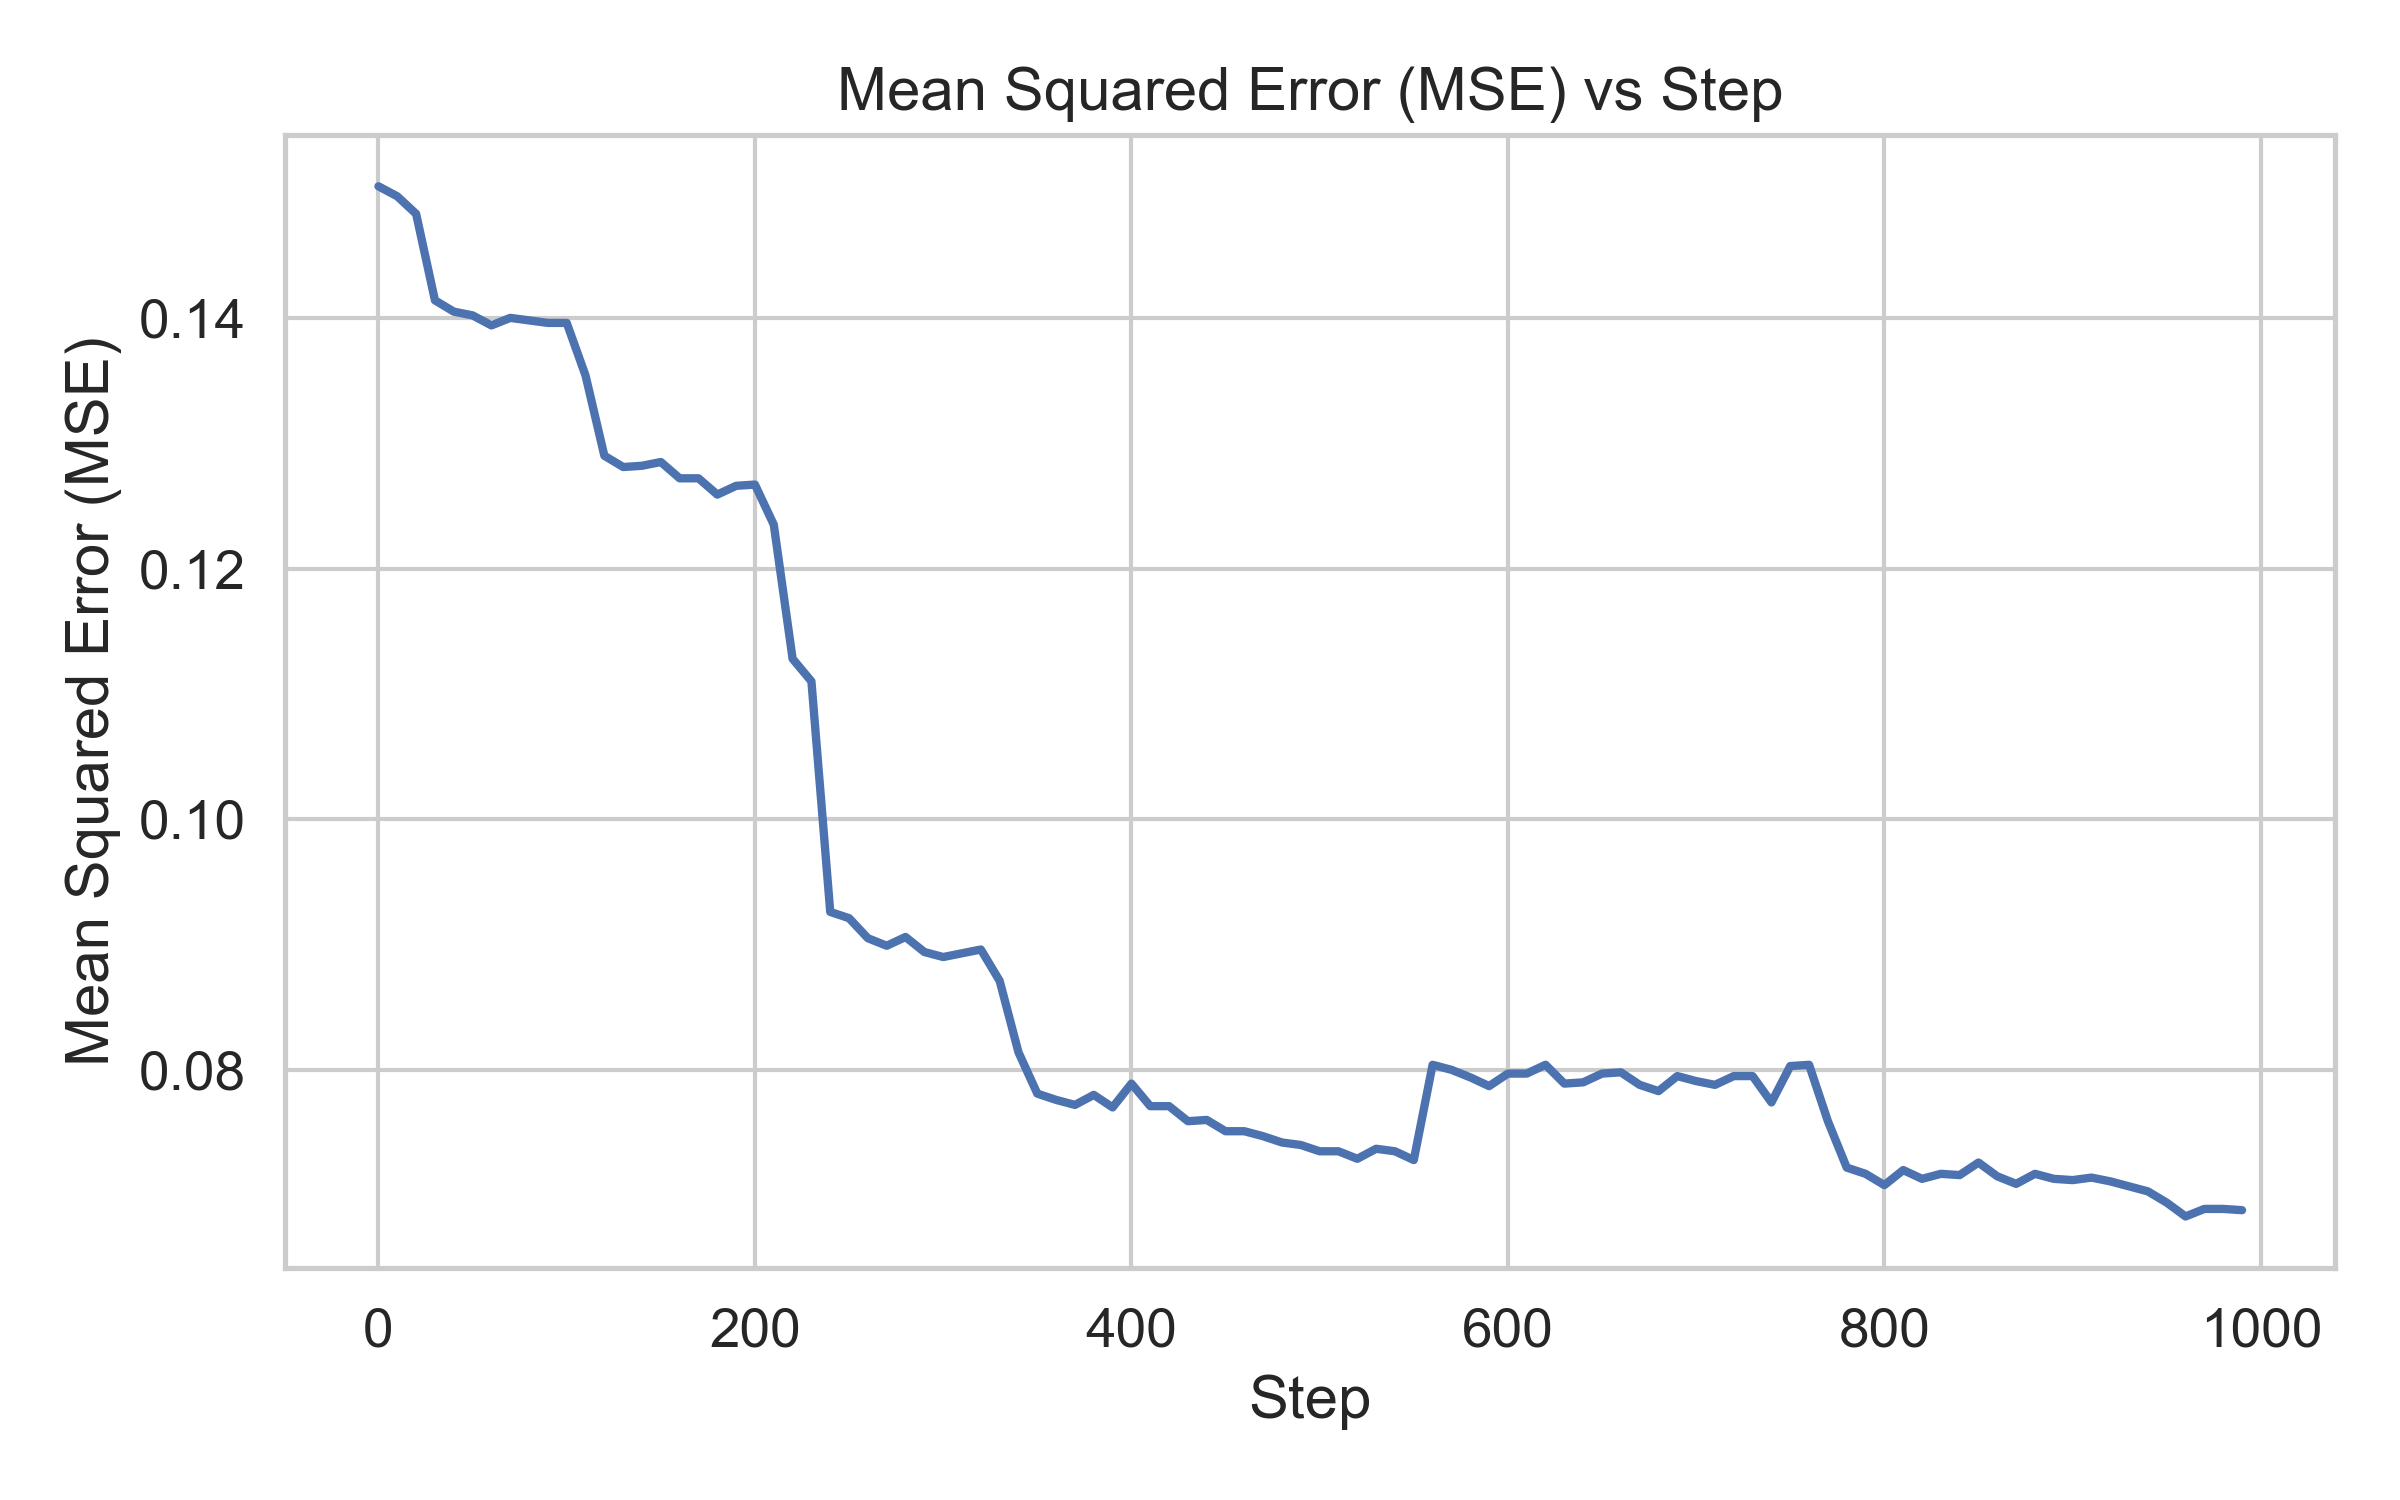 Mean Squared Error (MSE) vs Step
Mean Squared Error (MSE)
0.14
0.12
0.10
0.08
0 200 400 600 800 1000
Step